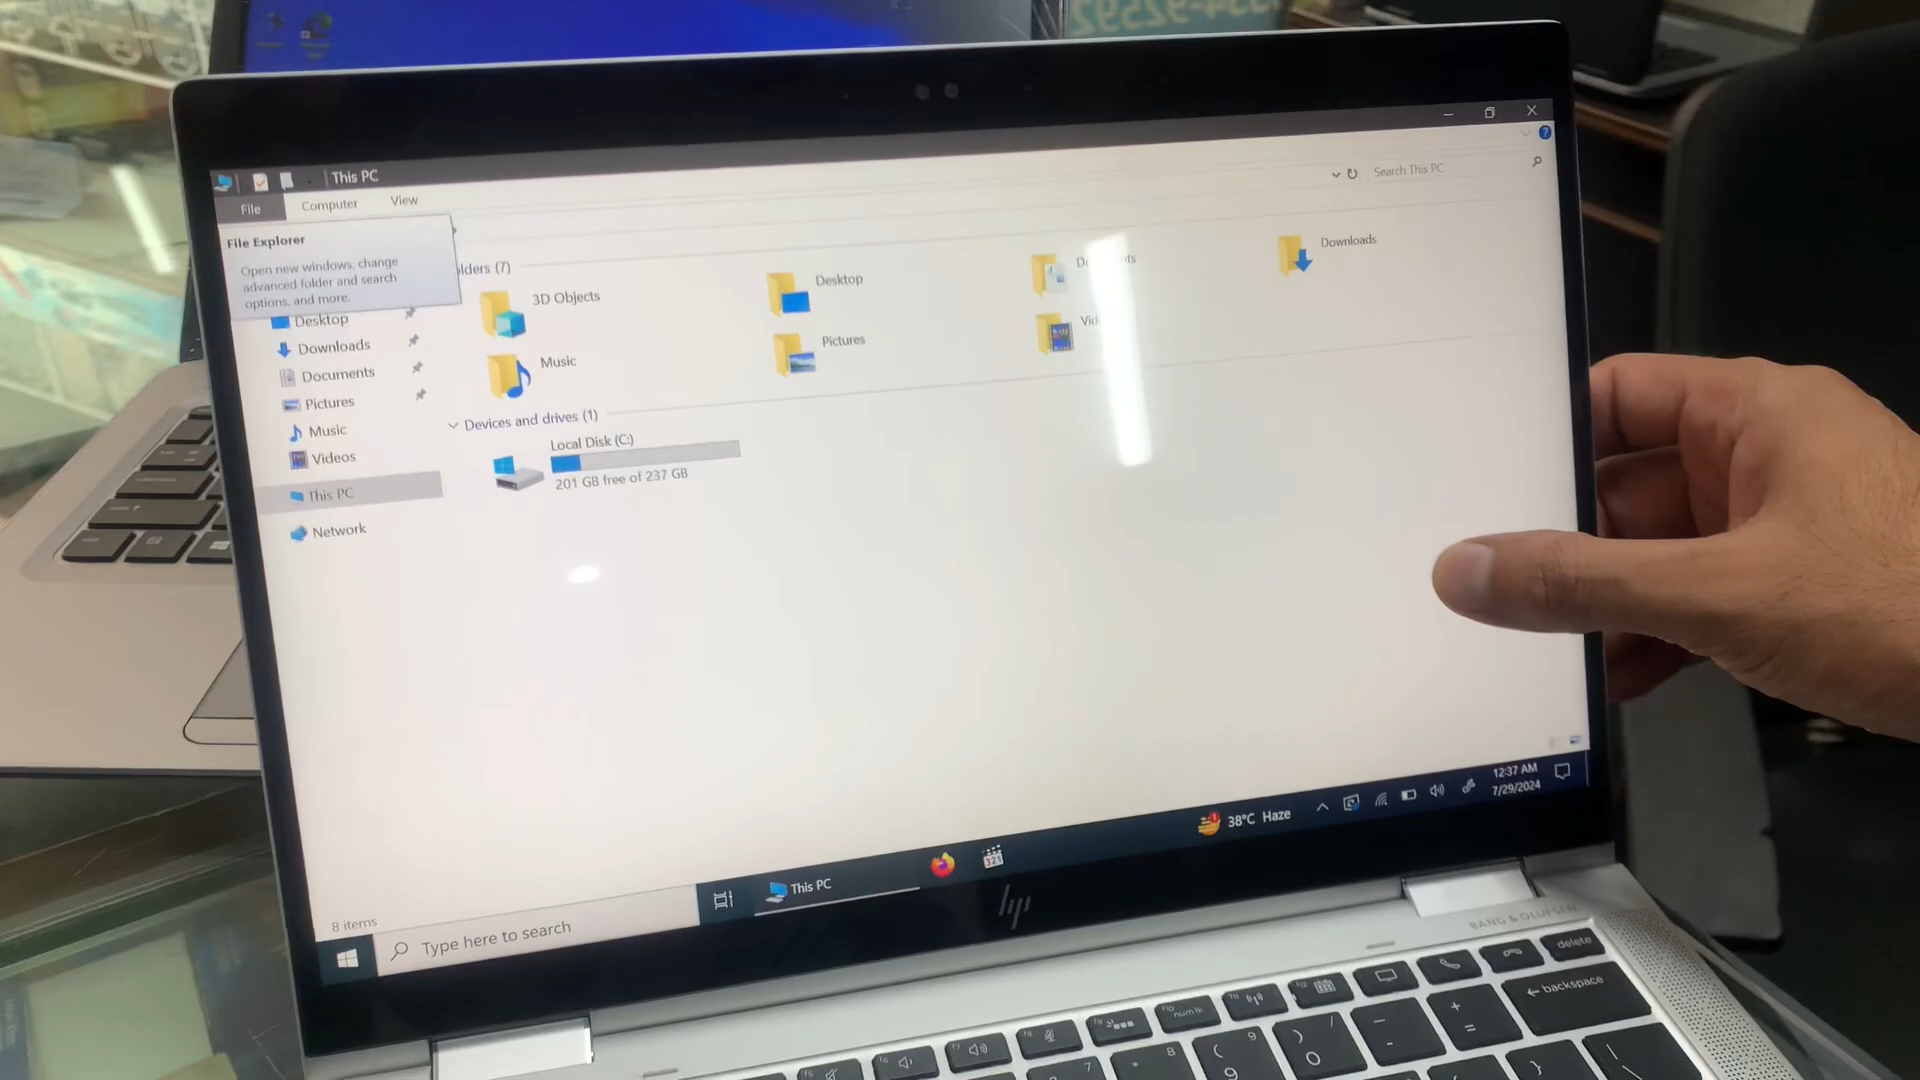 This PC
File
Computer
View
Search This PC
File Explorer
Open new windows, change
advanced folder and search
options, and more.
lders (7)
3D Objects
Desktop
Downloads
Music
Pictures
Desktop
Downloads
Documents
Pictures
Music
Videos
This PC
Network
Devices and drives (1)
Local Disk (C:)
201 GB free of 237 GB
8 items
Type here to search
This PC
38°C Haze
12:37 AM
7/29/2024
hp
BANG & OLUFSEN
delete
backspace
num lk